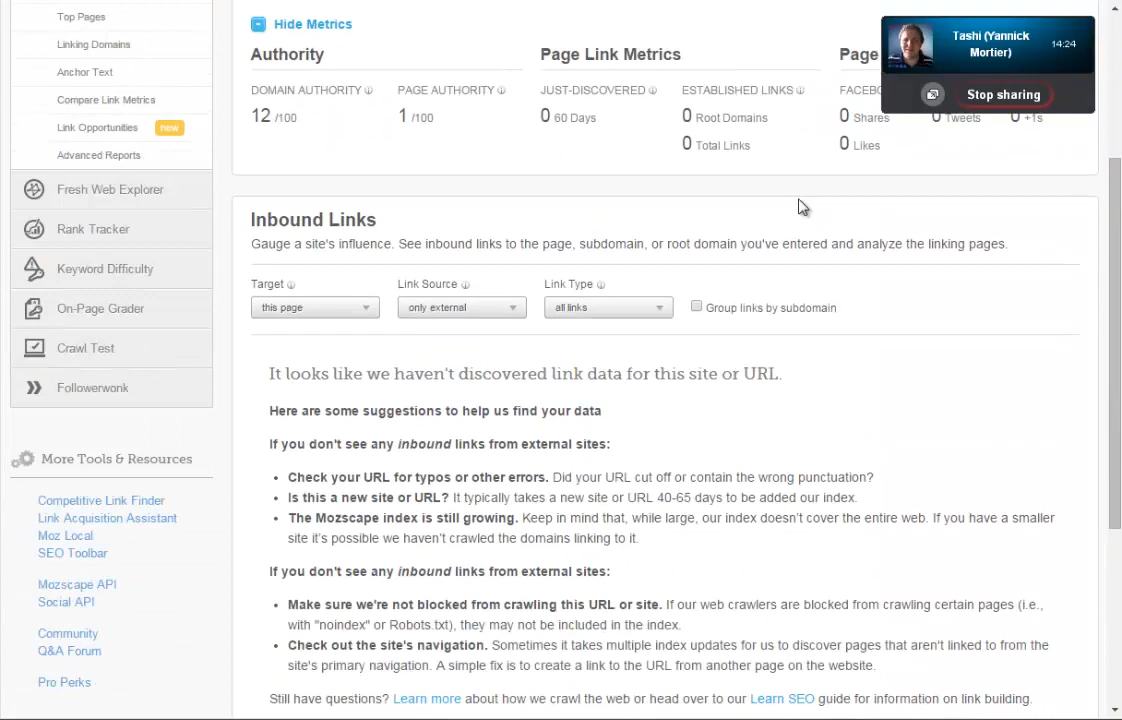 Top Pages
Linking Domains
Anchor Text
Compare Link Metrics
Link Opportunities new
Advanced Reports
Fresh Web Explorer
Rank Tracker
Keyword Difficulty
On-Page Grader
Crawl Test
Followerwonk
More Tools & Resources
Competitive Link Finder
Link Acquisition Assistant
Moz Local
SEO Toolbar
Mozscape API
Social API
Community
Q&A Forum
Pro Perks
Hide Metrics
Authority
DOMAIN AUTHORITY PAGE AUTHORITY
12 /100 1 /100
Page Link Metrics
JUST-DISCOVERED ESTABLISHED LINKS
0 60 Days 0 Root Domains
0 Total Links
Page
FACEBO
0 Shares 0 Tweets 0 +1s
0 Likes
Tashi (Yannick
Mortier)
14:24
Stop sharing
Inbound Links
Gauge a site's influence. See inbound links to the page, subdomain, or root domain you've entered and analyze the linking pages.
Target Link Source Link Type
this page only external all links Group links by subdomain
It looks like we haven't discovered link data for this site or URL.
Here are some suggestions to help us find your data
If you don't see any inbound links from external sites:
• Check your URL for typos or other errors. Did your URL cut off or contain the wrong punctuation?
• Is this a new site or URL? It typically takes a new site or URL 40-65 days to be added our index.
• The Mozscape index is still growing. Keep in mind that, while large, our index doesn't cover the entire web. If you have a smaller
site it's possible we haven't crawled the domains linking to it.
If you don't see any inbound links from external sites:
• Make sure we're not blocked from crawling this URL or site. If our web crawlers are blocked from crawling certain pages (i.e.,
with "noindex" or Robots.txt), they may not be included in the index.
• Check out the site's navigation. Sometimes it takes multiple index updates for us to discover pages that aren't linked to from the
site's primary navigation. A simple fix is to create a link to the URL from another page on the website.
Still have questions? Learn more about how we crawl the web or head over to our Learn SEO guide for information on link building.